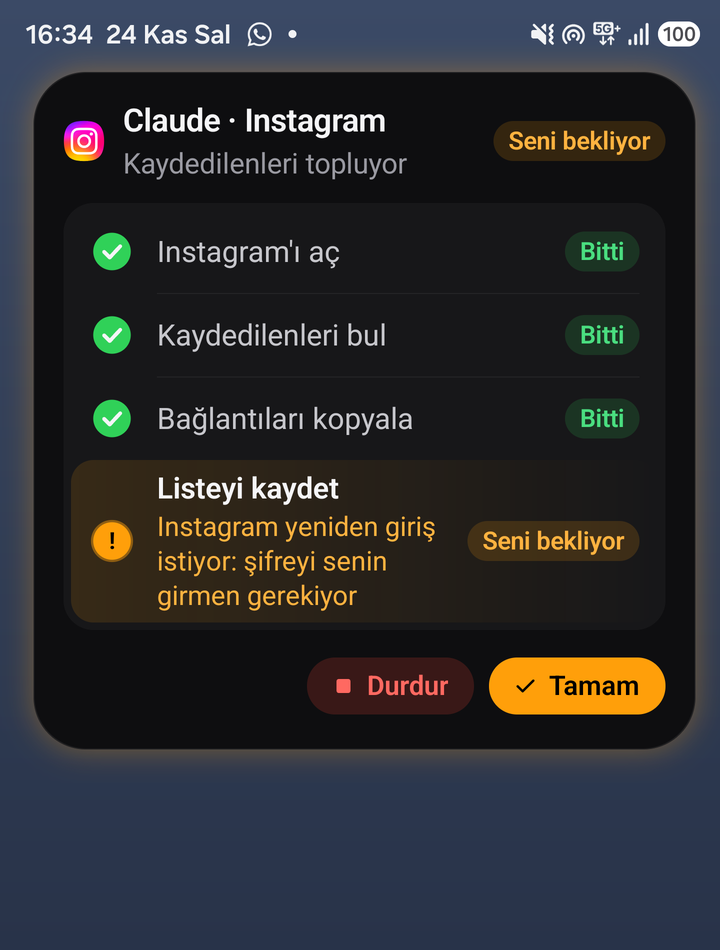 16:34 24 Kas Sal
5G+
100
Claude · Instagram
Kaydedilenleri topluyor
Seni bekliyor
Instagram'ı aç
Bitti
Kaydedilenleri bul
Bitti
Bağlantıları kopyala
Bitti
Listeyi kaydet
Instagram yeniden giriş
istiyor: şifreyi senin
girmen gerekiyor
!
Seni bekliyor
Durdur
Tamam